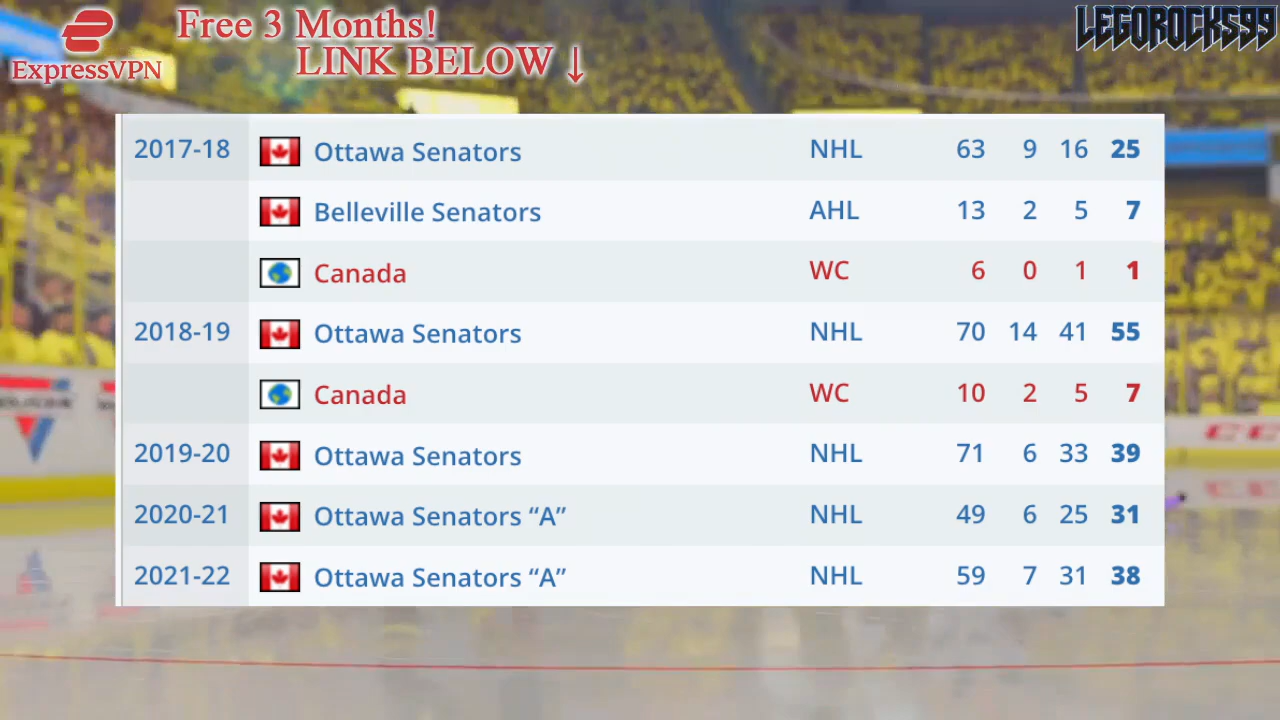 Free 3 Months!
LINK BELOW ↓
ExpressVPN
LEGOROCKS99
2017-18 Ottawa Senators NHL 63 9 16 25
Belleville Senators AHL 13 2 5 7
Canada WC 6 0 1 1
2018-19 Ottawa Senators NHL 70 14 41 55
Canada WC 10 2 5 7
2019-20 Ottawa Senators NHL 71 6 33 39
2020-21 Ottawa Senators “A” NHL 49 6 25 31
2021-22 Ottawa Senators “A” NHL 59 7 31 38